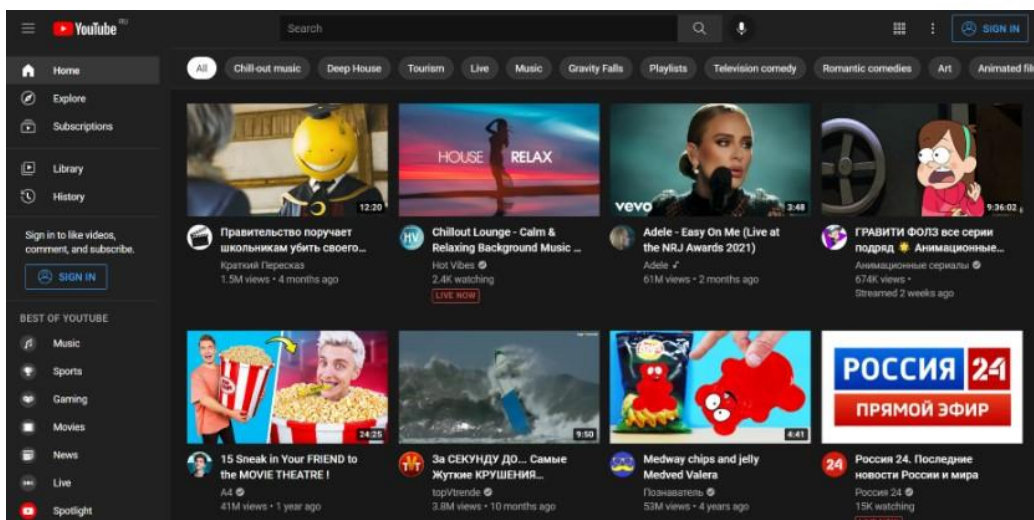 YouTube RU
Search
SIGN IN
Home
Explore
Subscriptions
Library
History
Sign in to like videos,
comment, and subscribe.
SIGN IN
BEST OF YOUTUBE
Music
Sports
Gaming
Movies
News
Live
Spotlight
All Chill-out music Deep House Tourism Live Music Gravity Falls Playlists Television comedy Romantic comedies Art Animated fil
12:20
Правительство поручает
школьникам убить своего...
Краткий Пересказ
1.5M views • 4 months ago
HOUSE RELAX
HV
Chillout Lounge - Calm &
Relaxing Background Music ...
Hot Vibes
2.4K watching
LIVE NOW
vevo
3:48
Adele - Easy On Me (Live at
the NRJ Awards 2021)
Adele
61M views • 2 months ago
9:36:02
ГРАВИТИ ФОЛЗ все серии
подряд Анимационные...
Анимационные сериалы
674K views •
Streamed 2 weeks ago
24:25
15 Sneak in Your FRIEND to
the MOVIE THEATRE !
A4
41M views • 1 year ago
9:50
За СЕКУНДУ ДО... Самые
Жуткие КРУШЕНИЯ...
topVtrende
3.8M views • 10 months ago
4:41
Medway chips and jelly
Medved Valera
Познаватель
53M views • 4 years ago
РОССИЯ 24
ПРЯМОЙ ЭФИР
24
Россия 24. Последние
новости России и мира
Россия 24
15K watching
LIVE NOW